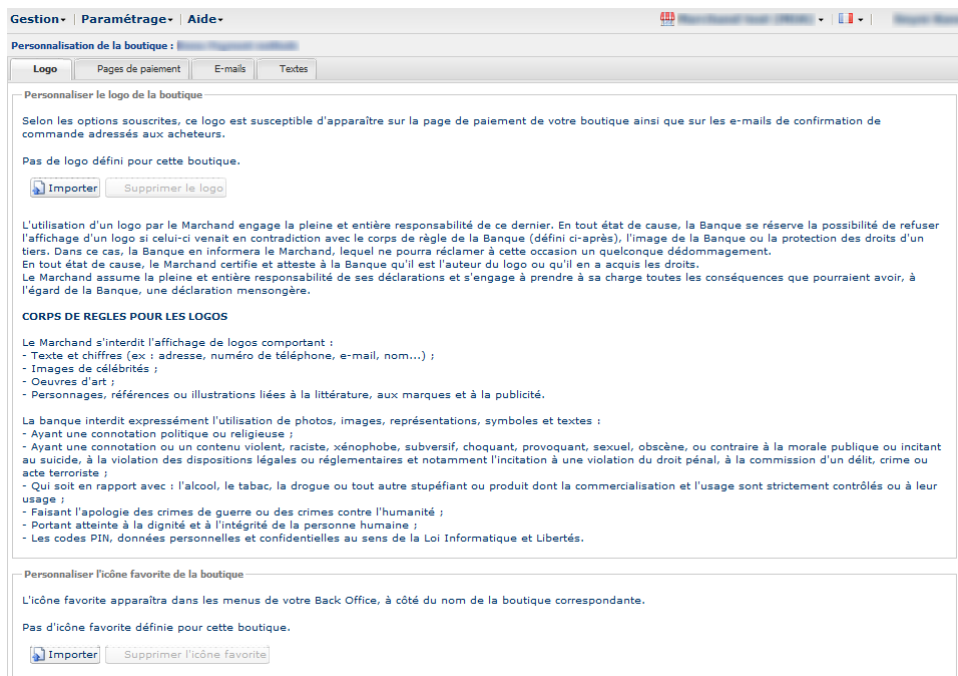 Gestion Paramétrage Aide
Personnalisation de la boutique :
Logo Pages de paiement E-mails Textes
Personnaliser le logo de la boutique
Selon les options souscrites, ce logo est susceptible d'apparaître sur la page de paiement de votre boutique ainsi que sur les e-mails de confirmation de
commande adressés aux acheteurs.
Pas de logo défini pour cette boutique.
Importer Supprimer le logo
L'utilisation d'un logo par le Marchand engage la pleine et entière responsabilité de ce dernier. En tout état de cause, la Banque se réserve la possibilité de refuser
l'affichage d'un logo si celui-ci venait en contradiction avec le corps de règle de la Banque (défini ci-après), l'image de la Banque ou la protection des droits d'un
tiers. Dans ce cas, la Banque en informera le Marchand, lequel ne pourra réclamer à cette occasion un quelconque dédommagement.
En tout état de cause, le Marchand certifie et atteste à la Banque qu'il est l'auteur du logo ou qu'il en a acquis les droits.
Le Marchand assume la pleine et entière responsabilité de ses déclarations et s'engage à prendre à sa charge toutes les conséquences que pourraient avoir, à
l'égard de la Banque, une déclaration mensongère.
CORPS DE REGLES POUR LES LOGOS
Le Marchand s'interdit l'affichage de logos comportant :
- Texte et chiffres (ex : adresse, numéro de téléphone, e-mail, nom...) ;
- Images de célébrités ;
- Oeuvres d'art ;
- Personnages, références ou illustrations liées à la littérature, aux marques et à la publicité.
La banque interdit expressément l'utilisation de photos, images, représentations, symboles et textes :
- Ayant une connotation politique ou religieuse ;
- Ayant une connotation ou un contenu violent, raciste, xénophobe, subversif, choquant, provoquant, sexuel, obscène, ou contraire à la morale publique ou incitant
au suicide, à la violation des dispositions légales ou réglementaires et notamment l'incitation à une violation du droit pénal, à la commission d'un délit, crime ou
acte terroriste ;
- Qui soit en rapport avec : l'alcool, le tabac, la drogue ou tout autre stupéfiant ou produit dont la commercialisation et l'usage sont strictement contrôlés ou à leur
usage ;
- Faisant l'apologie des crimes de guerre ou des crimes contre l'humanité ;
- Portant atteinte à la dignité et à l'intégrité de la personne humaine ;
- Les codes PIN, données personnelles et confidentielles au sens de la Loi Informatique et Libertés.
Personnaliser l'icône favorite de la boutique
L'icône favorite apparaîtra dans les menus de votre Back Office, à côté du nom de la boutique correspondante.
Pas d'icône favorite définie pour cette boutique.
Importer Supprimer l'icône favorite